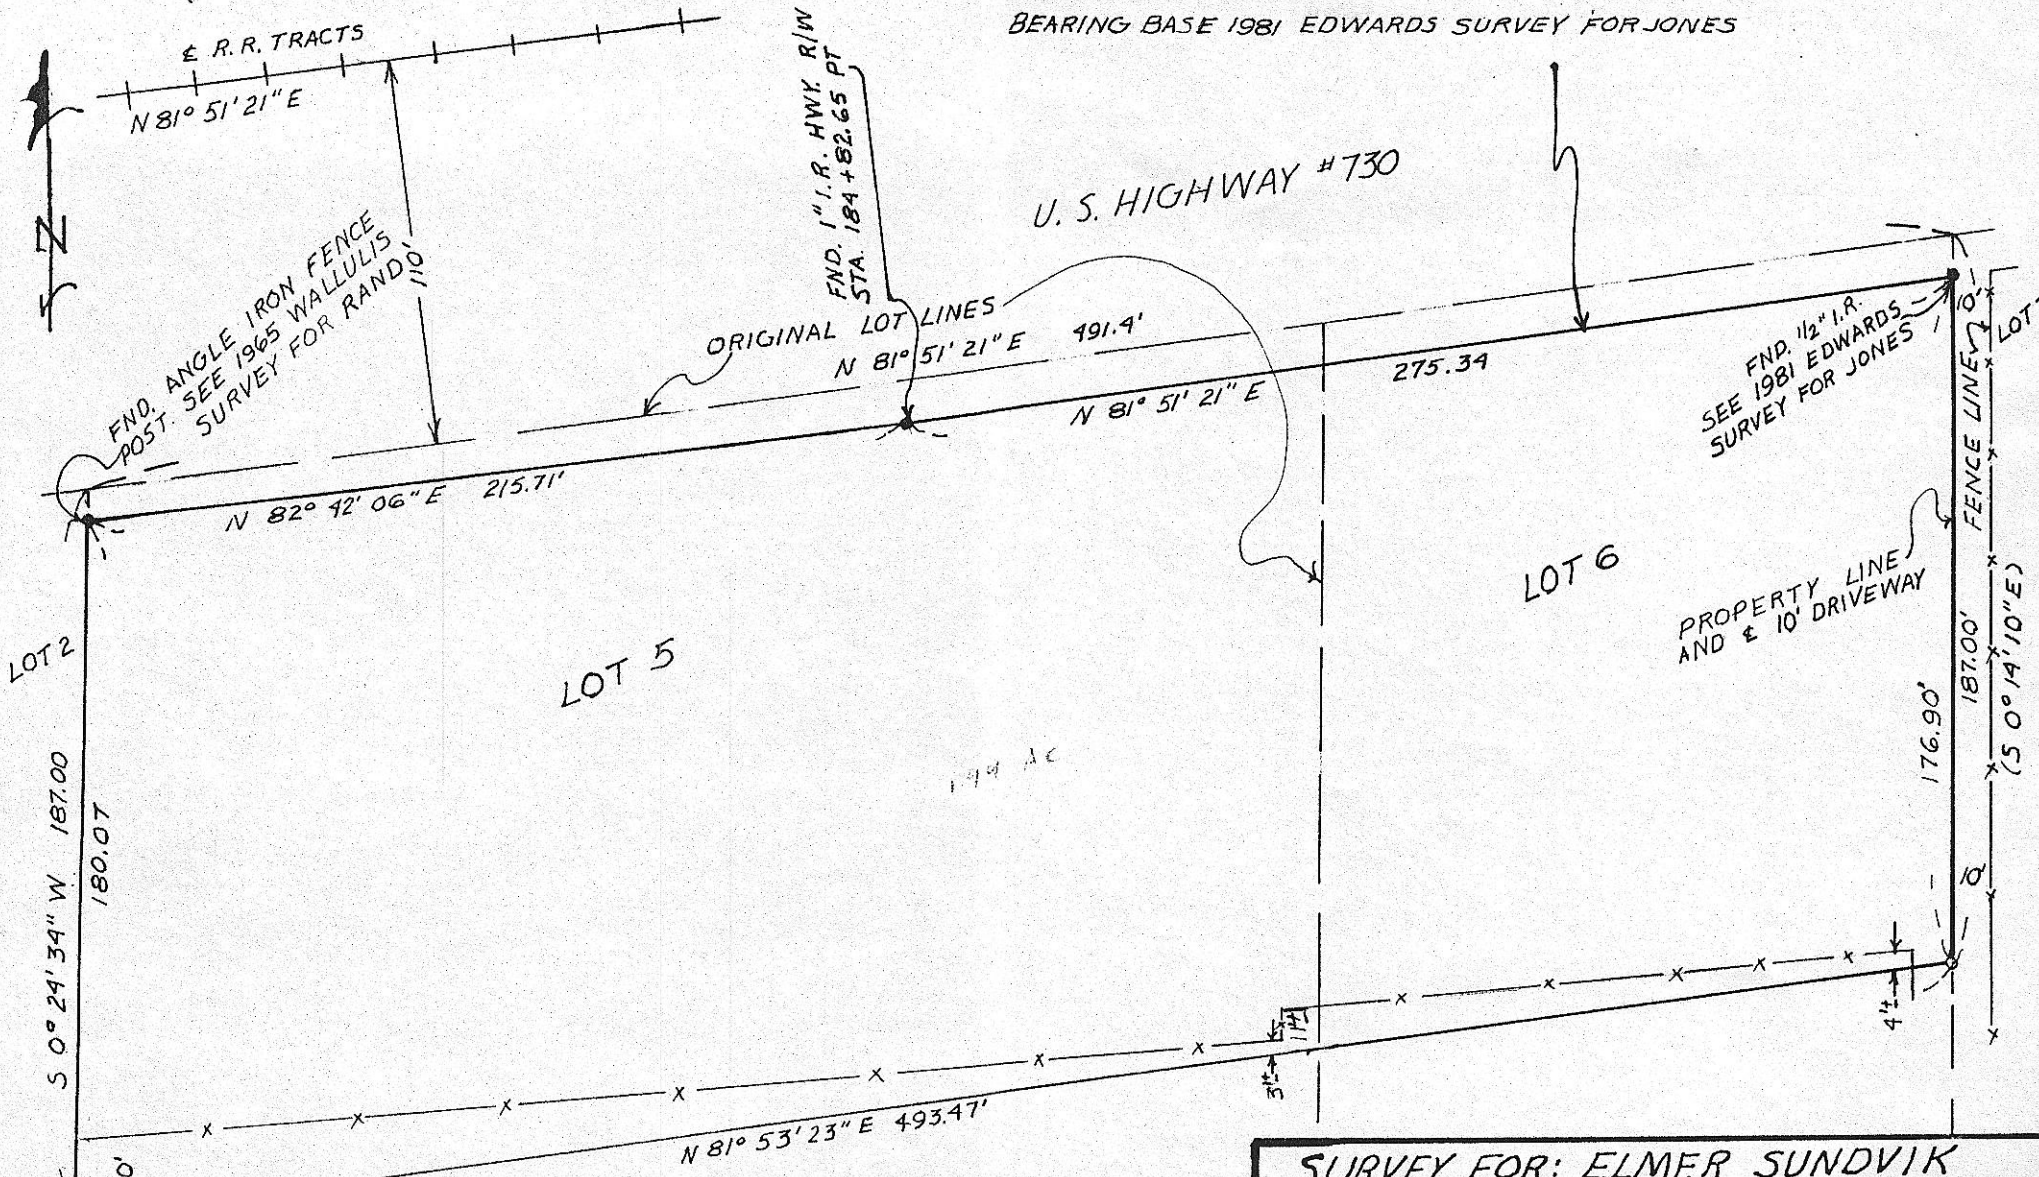 ℄ R.R. TRACTS
N 81° 51' 21" E
BEARING BASE 1981 EDWARDS SURVEY FOR JONES
N
110'
FND. ANGLE IRON FENCE
POST. SEE 1965 WALLULIS
SURVEY FOR RAND
FND. 1" I.R. HWY. R/W
STA. 184+82.65 PT
U.S. HIGHWAY #730
ORIGINAL LOT LINES
N 81° 51' 21" E 491.4'
N 81° 51' 21" E
275.34
N 82° 42' 06" E 215.71'
FND. 1/2" I.R.
SEE 1981 EDWARDS
SURVEY FOR JONES
10'
LOT
FENCE LINE
LOT 2
LOT 5
LOT 6
PROPERTY LINE
AND ℄ 10' DRIVEWAY
176.90'
187.00'
(S 0° 14' 10" E)
S 0° 24' 34" W 187.00
180.07
1.99 AC
10'
4'±
3'±
N 81° 53' 23" E 493.47'
SURVEY FOR: ELMER SUNDVIK